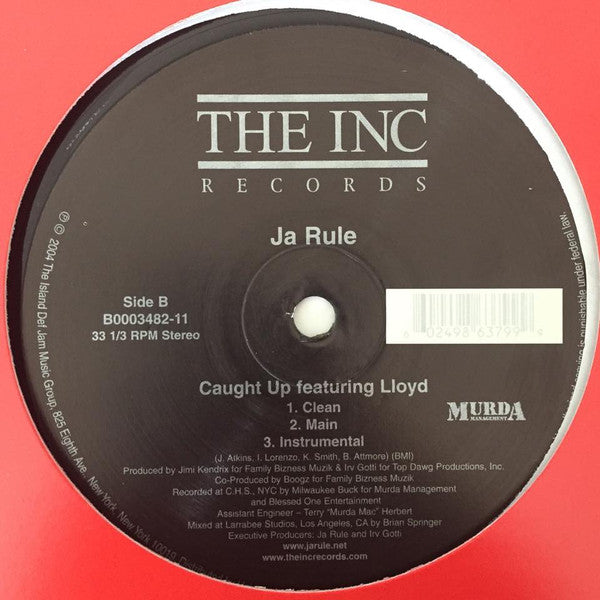 THE INC
RECORDS
Ja Rule
Side B
B0003482-11
33 1/3 RPM Stereo
6 02498 63799 9
Caught Up featuring Lloyd
1. Clean
2. Main
3. Instrumental
MURDA
MANAGEMENT
(J. Atkins, I. Lorenzo, K. Smith, B. Attmore) (BMI)
Produced by Jimi Kendrix for Family Bizness Muzik & Irv Gotti for Top Dawg Productions, Inc.
Co-Produced by Boogz for Family Bizness Muzik
Recorded at C.H.S., NYC by Milwaukee Buck for Murda Management
and Blessed One Entertainment
Assistant Engineer – Terry "Murda Mac" Herbert
Mixed at Larrabee Studios, Los Angeles, CA by Brian Springer
Executive Producers: Ja Rule and Irv Gotti
www.jarule.net
www.theincrecords.com
℗ © 2004 The Island Def Jam Music Group, 825 Eighth Ave., New York, New York 10019.
is punishable under federal law.